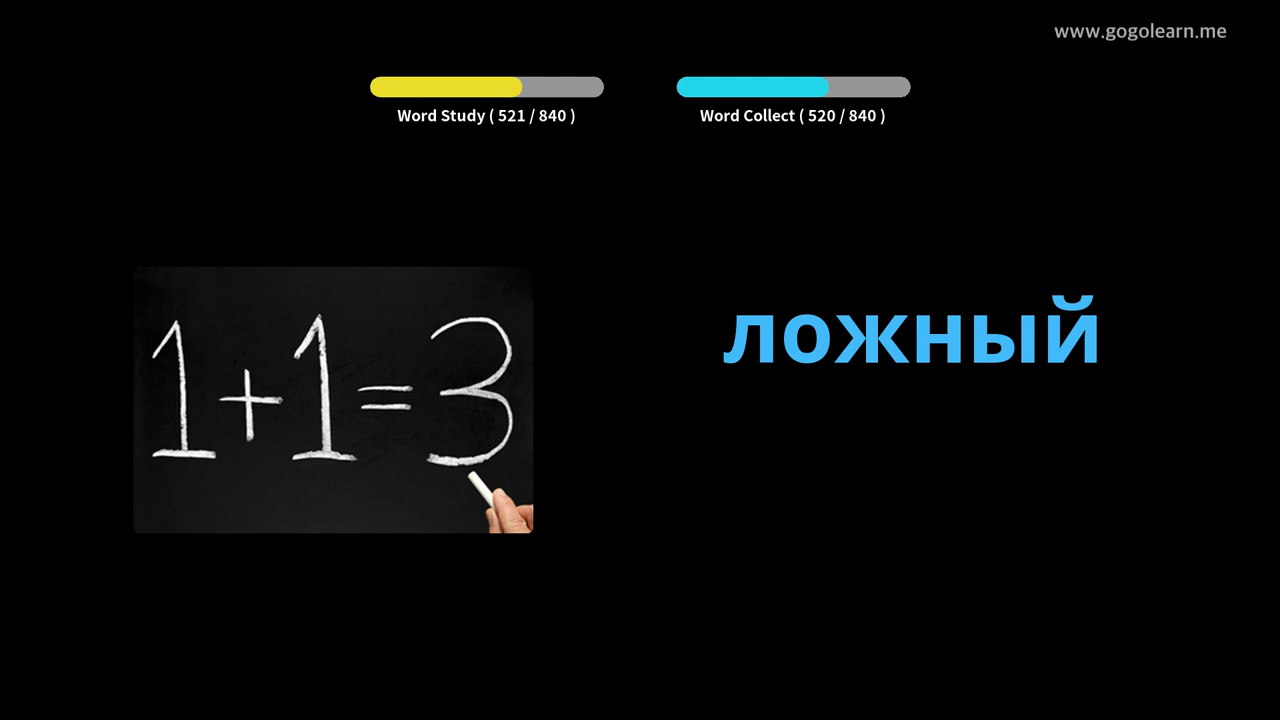 www.gogolearn.me
Word Study ( 521 / 840 )
Word Collect ( 520 / 840 )
1+1=3
ложный